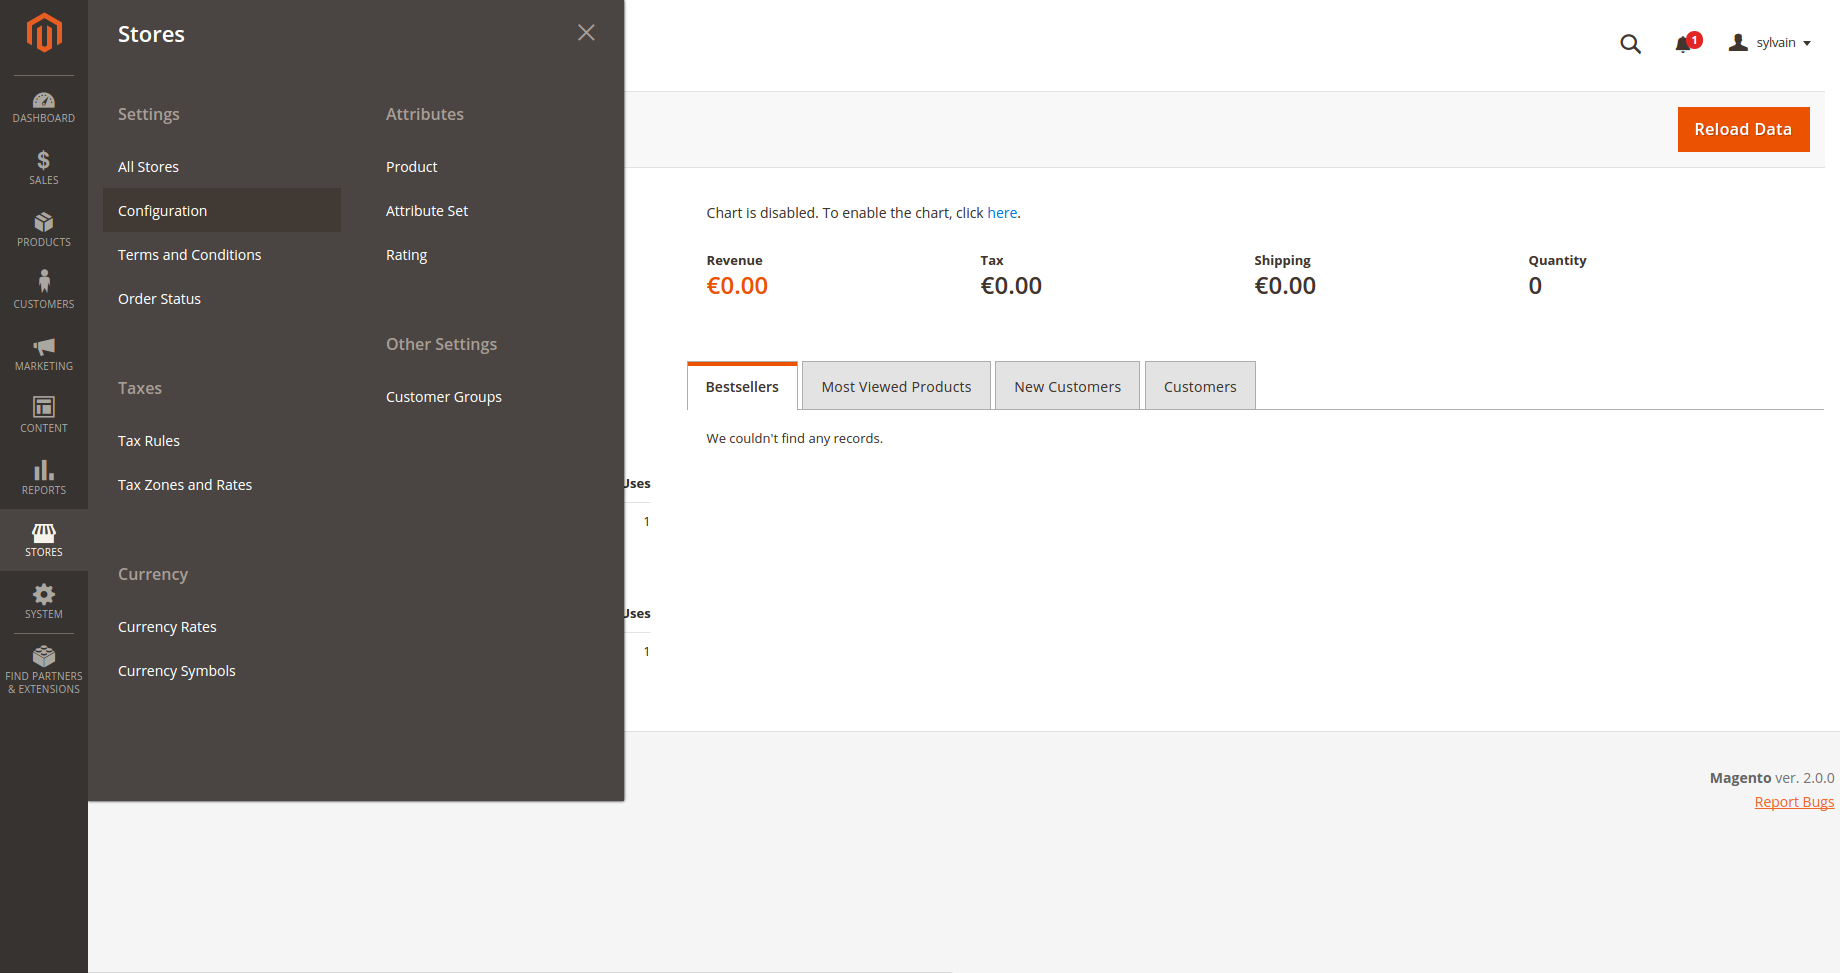 DASHBOARD
SALES
PRODUCTS
CUSTOMERS
MARKETING
CONTENT
REPORTS
STORES
SYSTEM
FIND PARTNERS
& EXTENSIONS
Stores
Settings
All Stores
Configuration
Terms and Conditions
Order Status
Taxes
Tax Rules
Tax Zones and Rates
Currency
Currency Rates
Currency Symbols
Attributes
Product
Attribute Set
Rating
Other Settings
Customer Groups
1
sylvain
Reload Data
Chart is disabled. To enable the chart, click here.
Revenue Tax Shipping Quantity
€0.00 €0.00 €0.00 0
Bestsellers Most Viewed Products New Customers Customers
We couldn't find any records.
Uses
1
Uses
1
Magento ver. 2.0.0
Report Bugs